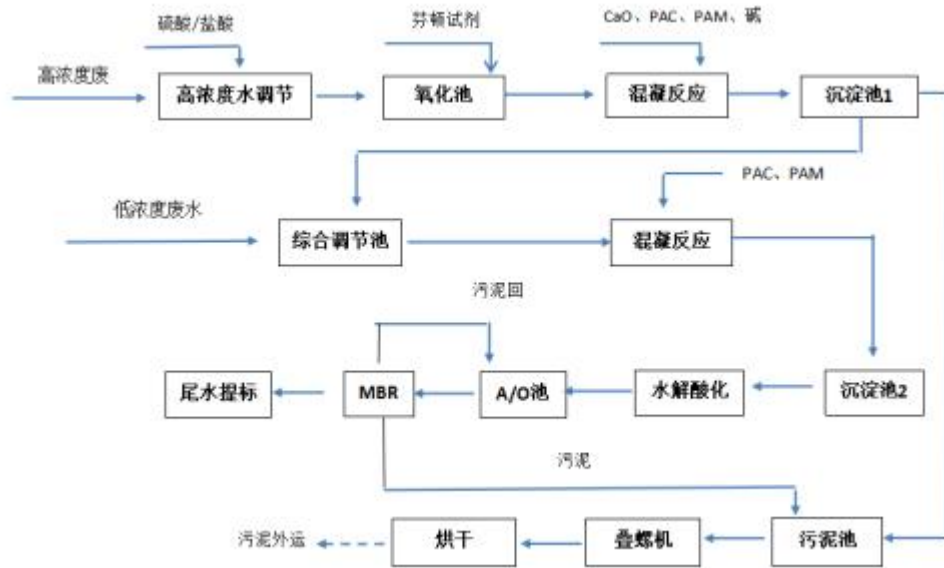 硫酸/盐酸
芬顿试剂
CaO、PAC、PAM、碱
高浓度废
高浓度水调节
氧化池
混凝反应
沉淀池1
PAC、PAM
低浓度废水
综合调节池
混凝反应
污泥回
尾水提标
MBR
A/O池
水解酸化
沉淀池2
污泥
污泥外运
烘干
叠螺机
污泥池